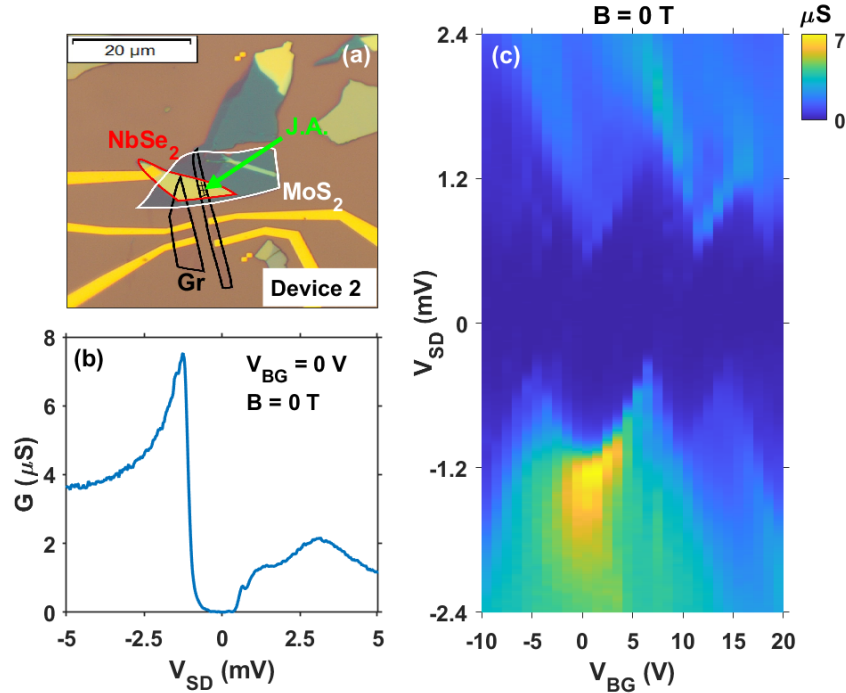 20 µm
(a)
NbSe2
J.A.
MoS2
Gr
Device 2
(b)
VBG = 0 V
B = 0 T
8
6
4
2
0
G (µS)
-5
-2.5
0
2.5
5
VSD (mV)
B = 0 T
(c)
µS
7
0
2.4
1.2
0
-1.2
-2.4
VSD (mV)
-10
-5
0
5
10
15
20
VBG (V)